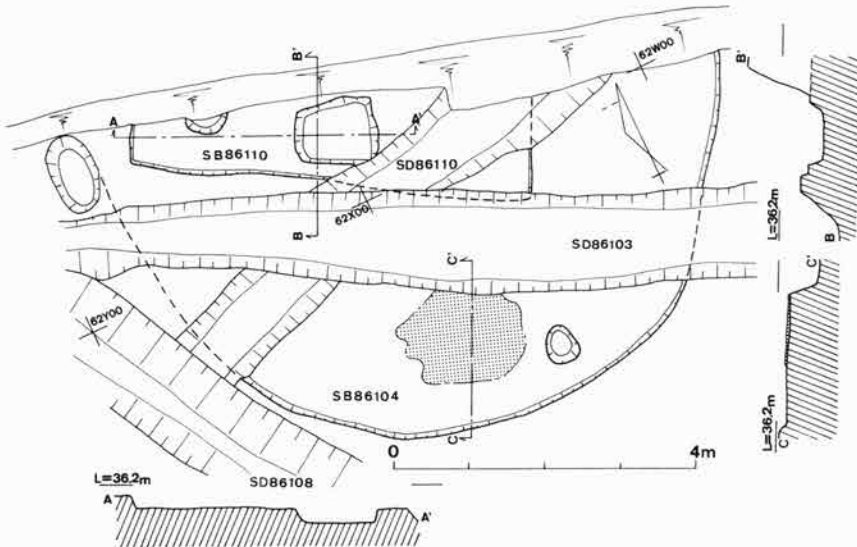 62W00
B'
B'
A
A'
SB86110
SD86110
62X00
B
SD86103
L=36,2m
B
C'
C'
62Y00
SB86104
C
L=36,2m
C
0
4m
SD86108
L=36,2m
A
A'